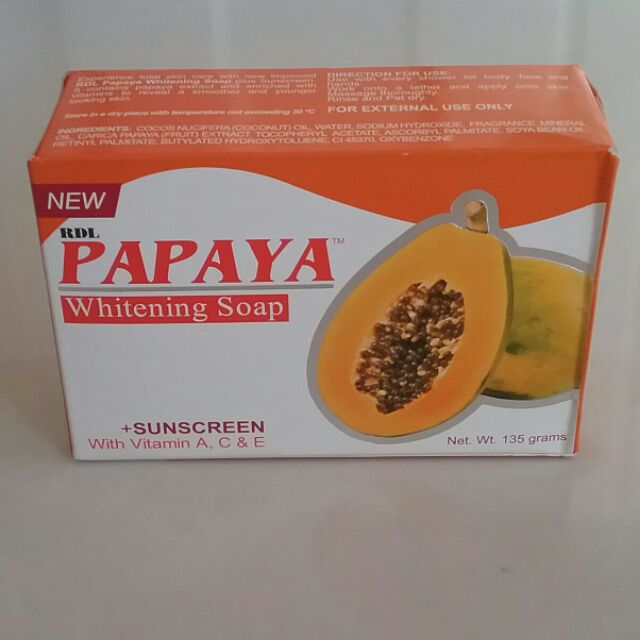 Experience total skin care with new improved
RDL Papaya Whitening Soap plus Sunscreen.
It contains papaya extract and enriched with
vitamins to reveal a smoother and younger
looking skin.
Store in a dry place with temperature not exceeding 30 °C
DIRECTION FOR USE:
Use with every shower for body, face and
hands.
Work onto a lather and apply onto skin.
Massage thoroughly.
Rinse and Pat dry.
FOR EXTERNAL USE ONLY
INGREDIENTS: COCOS NUCIFERA (COCONUT) OIL, WATER, SODIUM HYDROXIDE, FRAGRANCE, MINERAL
OIL, CARICA PAPAYA (FRUIT) EXTRACT, TOCOPHERYL ACETATE, ASCORBYL PALMITATE, SOYA BEAN OIL,
RETINYL PALMITATE, BUTYLATED HYDROXYTOLUENE, CI 45370, OXYBENZONE
NEW
RDL
PAPAYA™
Whitening Soap
+SUNSCREEN
With Vitamin A, C & E
Net. Wt. 135 grams